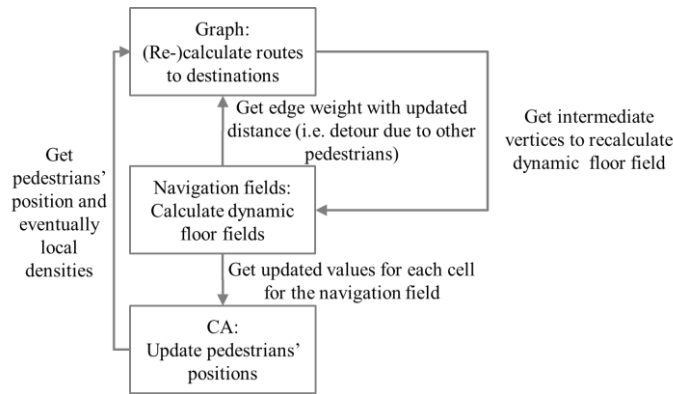 Graph:
(Re-)calculate routes
to destinations
Get edge weight with updated
distance (i.e. detour due to other
pedestrians)
Get intermediate
vertices to recalculate
dynamic floor field
Get
pedestrians'
position and
eventually
local
densities
Navigation fields:
Calculate dynamic
floor fields
Get updated values for each cell
for the navigation field
CA:
Update pedestrians'
positions